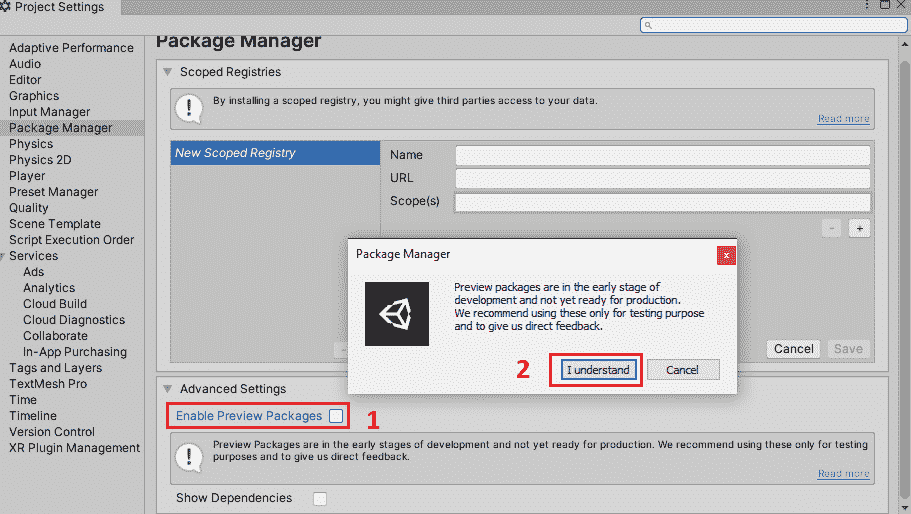 Project Settings
Adaptive Performance
Audio
Editor
Graphics
Input Manager
Package Manager
Physics
Physics 2D
Player
Preset Manager
Quality
Scene Template
Script Execution Order
Services
Ads
Analytics
Cloud Build
Cloud Diagnostics
Collaborate
In-App Purchasing
Tags and Layers
TextMesh Pro
Time
Timeline
Version Control
XR Plugin Management
Package Manager
Scoped Registries
By installing a scoped registry, you might give third parties access to your data.
Read more
New Scoped Registry
Name
URL
Scope(s)
- +
Package Manager
x
Preview packages are in the early stage of
development and not yet ready for production.
We recommend using these only for testing purpose
and to give us direct feedback.
2 I understand Cancel
-
Cancel Save
Advanced Settings
Enable Preview Packages 1
Preview Packages are in the early stages of development and not yet ready for production. We recommend using these only for testing
purposes and to give us direct feedback.
Read more
Show Dependencies